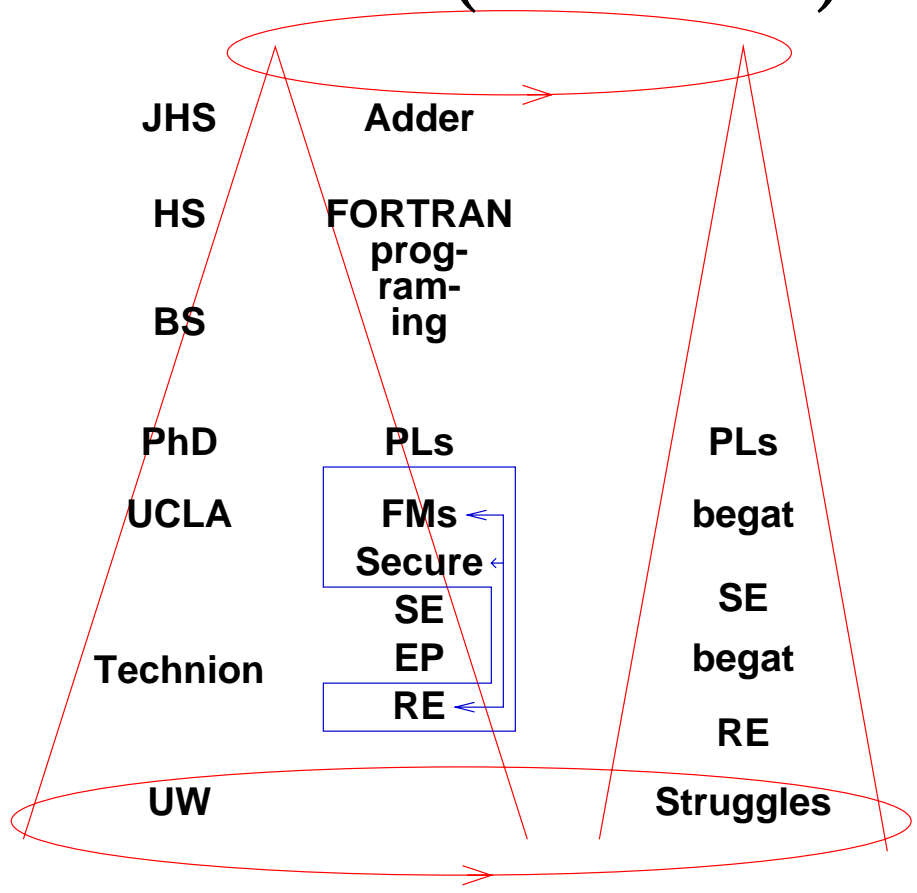 JHS Adder
HS FORTRAN
prog-
ram-
ing
BS
PhD PLs PLs
UCLA FMs begat
Secure
SE SE
EP begat
Technion
RE RE
UW Struggles